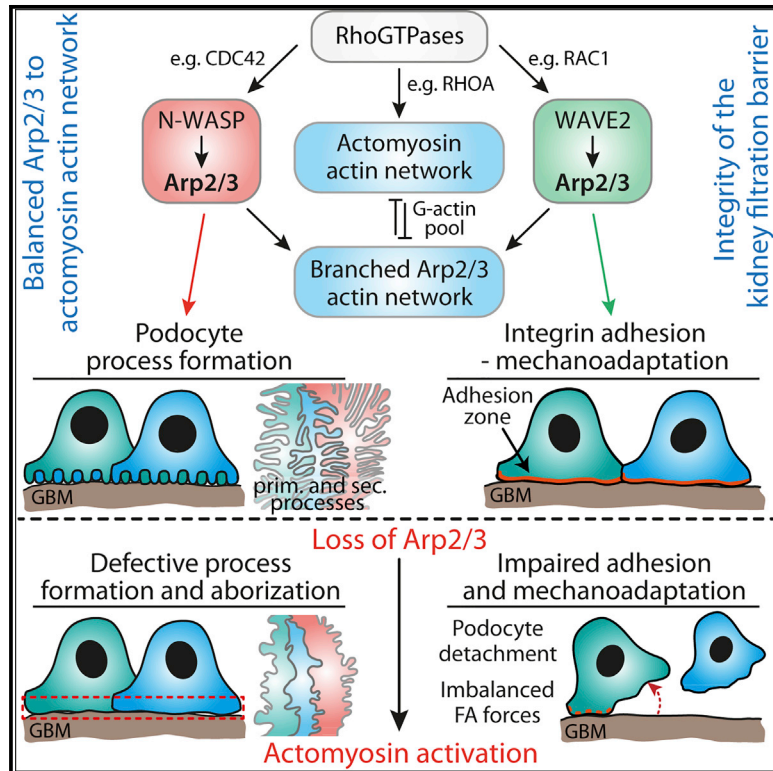 Balanced Arp2/3 to
actomyosin actin network
Integrity of the
kidney filtration barrier
RhoGTPases
e.g. CDC42
e.g. RHOA
e.g. RAC1
N-WASP
Arp2/3
Actomyosin
actin network
WAVE2
Arp2/3
G-actin
pool
Branched Arp2/3
actin network
Podocyte
process formation
Integrin adhesion
- mechanoadaptation
Adhesion
zone
GBM
prim. and sec.
processes
GBM
Loss of Arp2/3
Defective process
formation and aborization
Impaired adhesion
and mechanoadaptation
Podocyte
detachment
Imbalanced
FA forces
GBM
GBM
Actomyosin activation